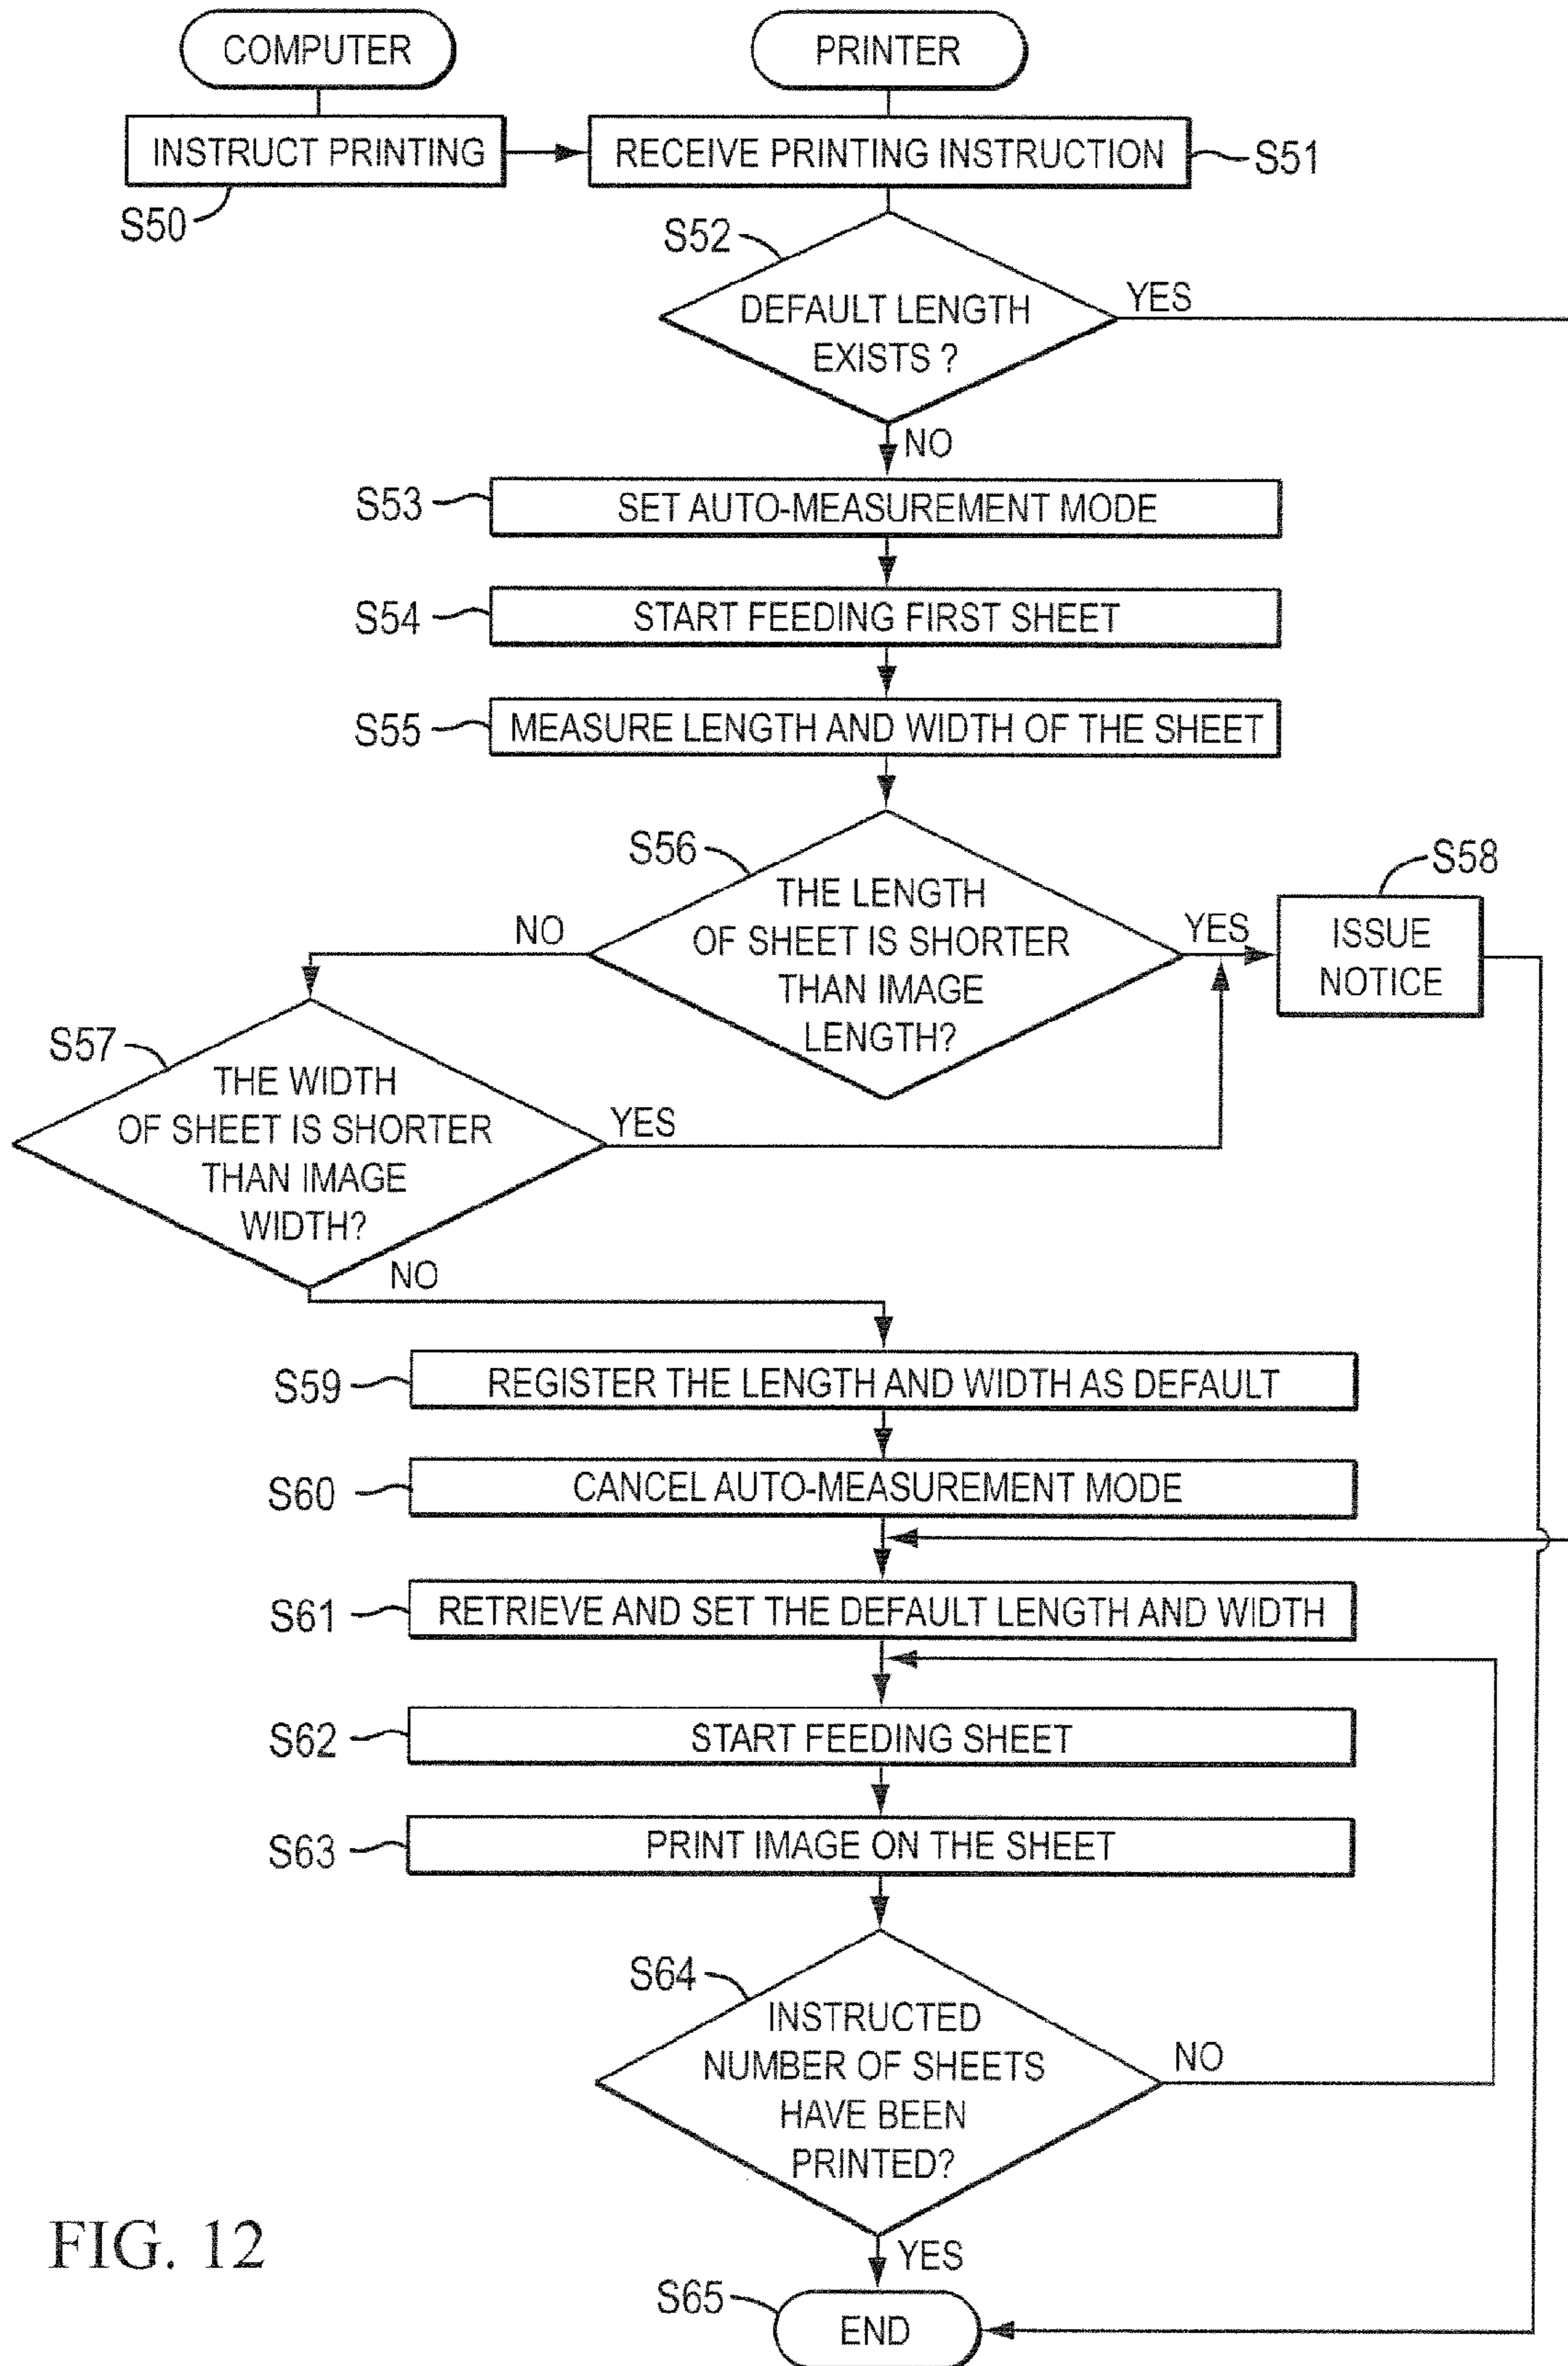 COMPUTER
PRINTER
INSTRUCT PRINTING
RECEIVE PRINTING INSTRUCTION
S51
S50
S52
DEFAULT LENGTH
EXISTS ?
YES
NO
S53
SET AUTO-MEASUREMENT MODE
S54
START FEEDING FIRST SHEET
S55
MEASURE LENGTH AND WIDTH OF THE SHEET
S56
THE LENGTH
OF SHEET IS SHORTER
THAN IMAGE
LENGTH?
NO
YES
S58
ISSUE
NOTICE
S57
THE WIDTH
OF SHEET IS SHORTER
THAN IMAGE
WIDTH?
YES
NO
S59
REGISTER THE LENGTH AND WIDTH AS DEFAULT
S60
CANCEL AUTO-MEASUREMENT MODE
S61
RETRIEVE AND SET THE DEFAULT LENGTH AND WIDTH
S62
START FEEDING SHEET
S63
PRINT IMAGE ON THE SHEET
S64
INSTRUCTED
NUMBER OF SHEETS
HAVE BEEN
PRINTED?
NO
YES
S65
END
FIG. 12